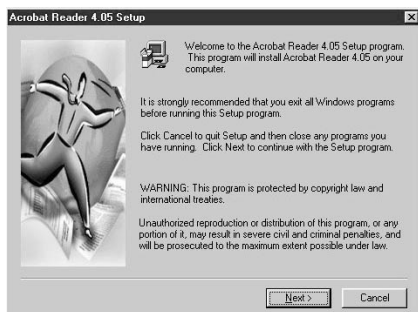 Acrobat Reader 4.05 Setup
Welcome to the Acrobat Reader 4.05 Setup program.
This program will install Acrobat Reader 4.05 on your
computer.
It is strongly recommended that you exit all Windows programs
before running this Setup program.
Click Cancel to quit Setup and then close any programs you
have running. Click Next to continue with the Setup program.
WARNING: This program is protected by copyright law and
international treaties.
Unauthorized reproduction or distribution of this program, or any
portion of it, may result in severe civil and criminal penalties, and
will be prosecuted to the maximum extent possible under law.
Next >
Cancel